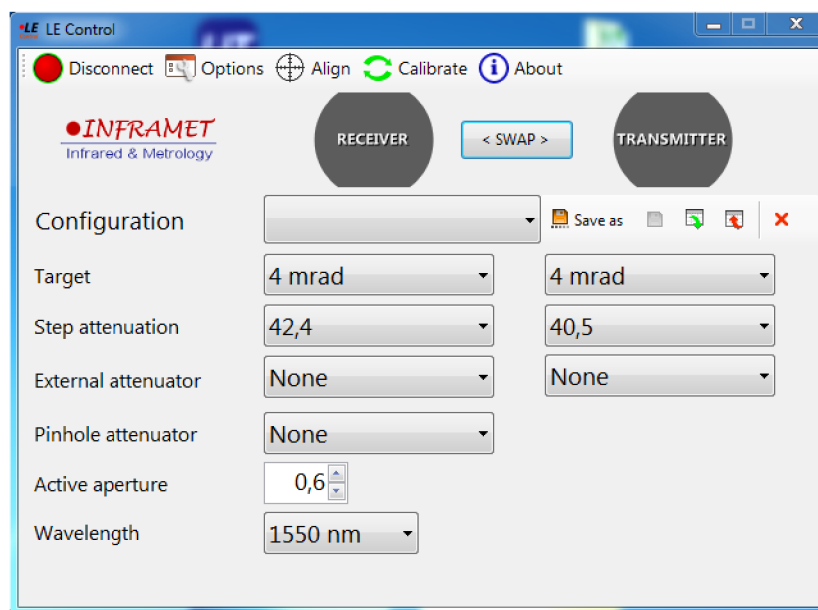 LE LE Control
Disconnect Options Align Calibrate About
INFRAMET
Infrared & Metrology
RECEIVER
< SWAP >
TRANSMITTER
Configuration
Save as
Target 4 mrad 4 mrad
Step attenuation 42,4 40,5
External attenuator None None
Pinhole attenuator None
Active aperture 0,6
Wavelength 1550 nm